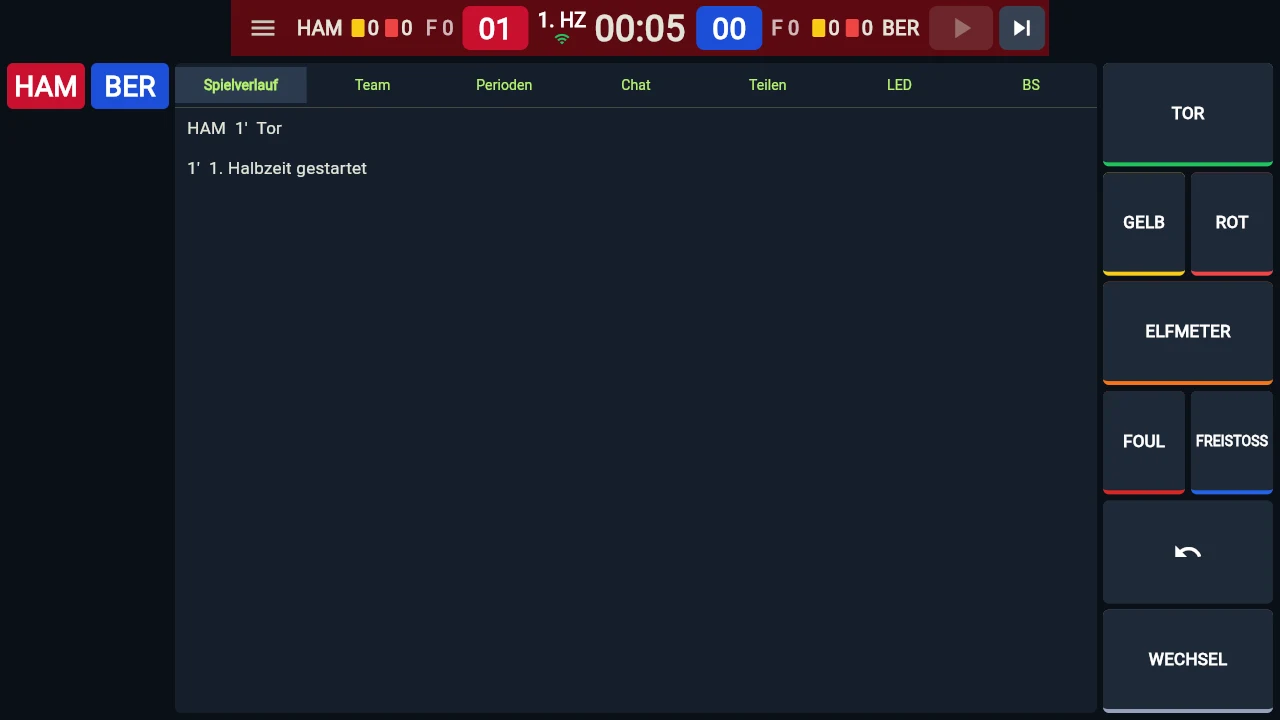 HAM 0 0 F 0 01 1. HZ 00:05 00 F 0 0 0 BER
HAM BER
Spielverlauf Team Perioden Chat Teilen LED BS
HAM 1' Tor
1' 1. Halbzeit gestartet
TOR
GELB ROT
ELFMETER
FOUL FREISTOSS
WECHSEL